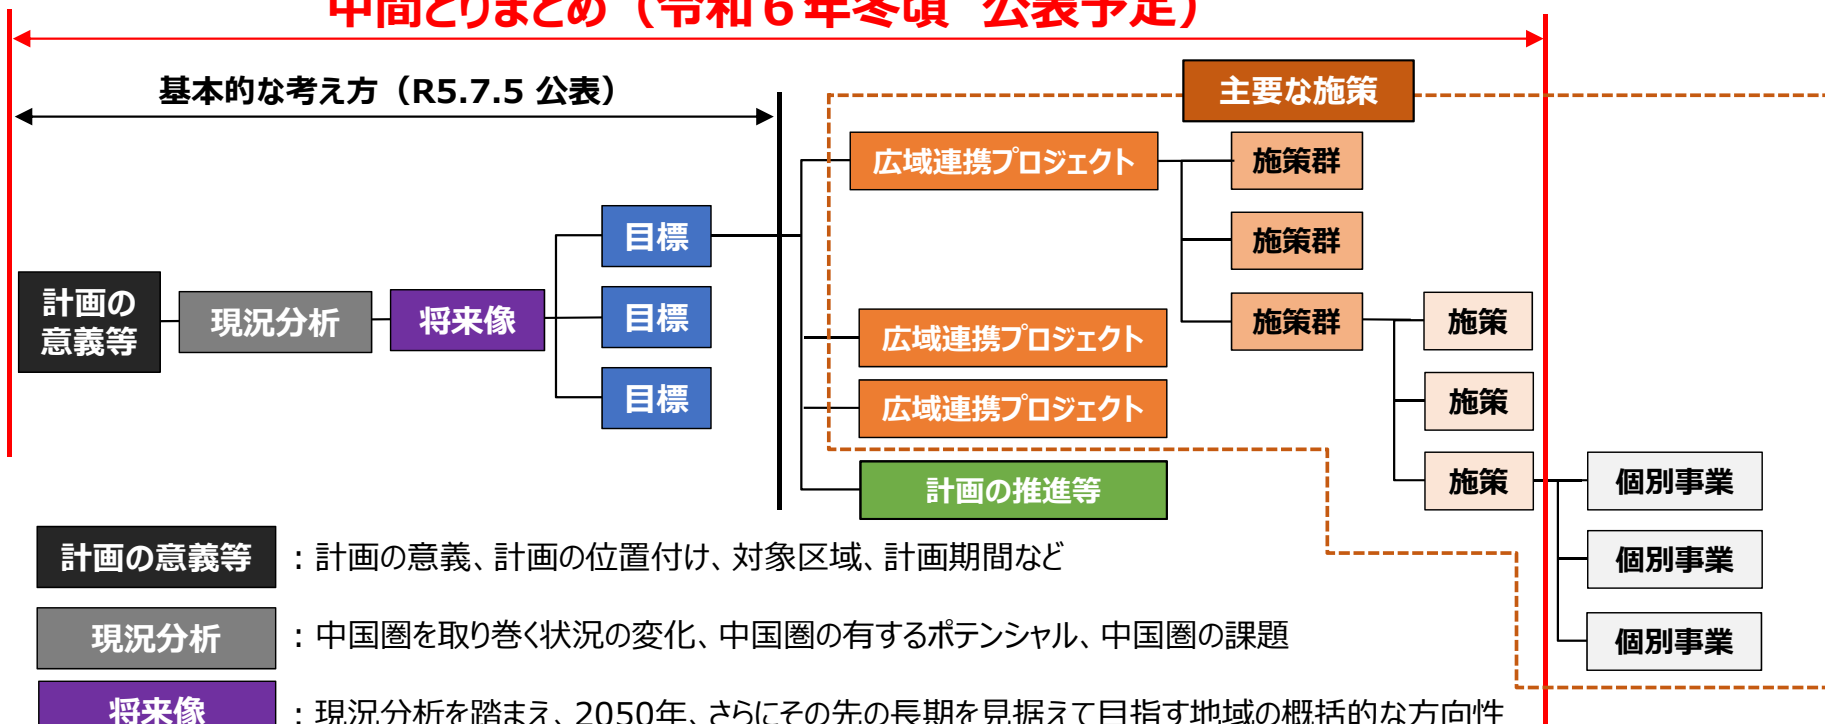 中間とりまとめ（令和６年冬頃 公表予定）
基本的な考え方（R5.7.5 公表）
主要な施策
広域連携プロジェクト
施策群
目標
施策群
計画の
意義等
現況分析
将来像
目標
広域連携プロジェクト
施策群
施策
目標
広域連携プロジェクト
施策
計画の推進等
施策
個別事業
計画の意義等
：計画の意義、計画の位置付け、対象区域、計画期間など
個別事業
現況分析
：中国圏を取り巻く状況の変化、中国圏の有するポテンシャル、中国圏の課題
個別事業
将来像
：現況分析を踏まえ、2050年、さらにその先の長期を見据えて目指す地域の概括的な方向性